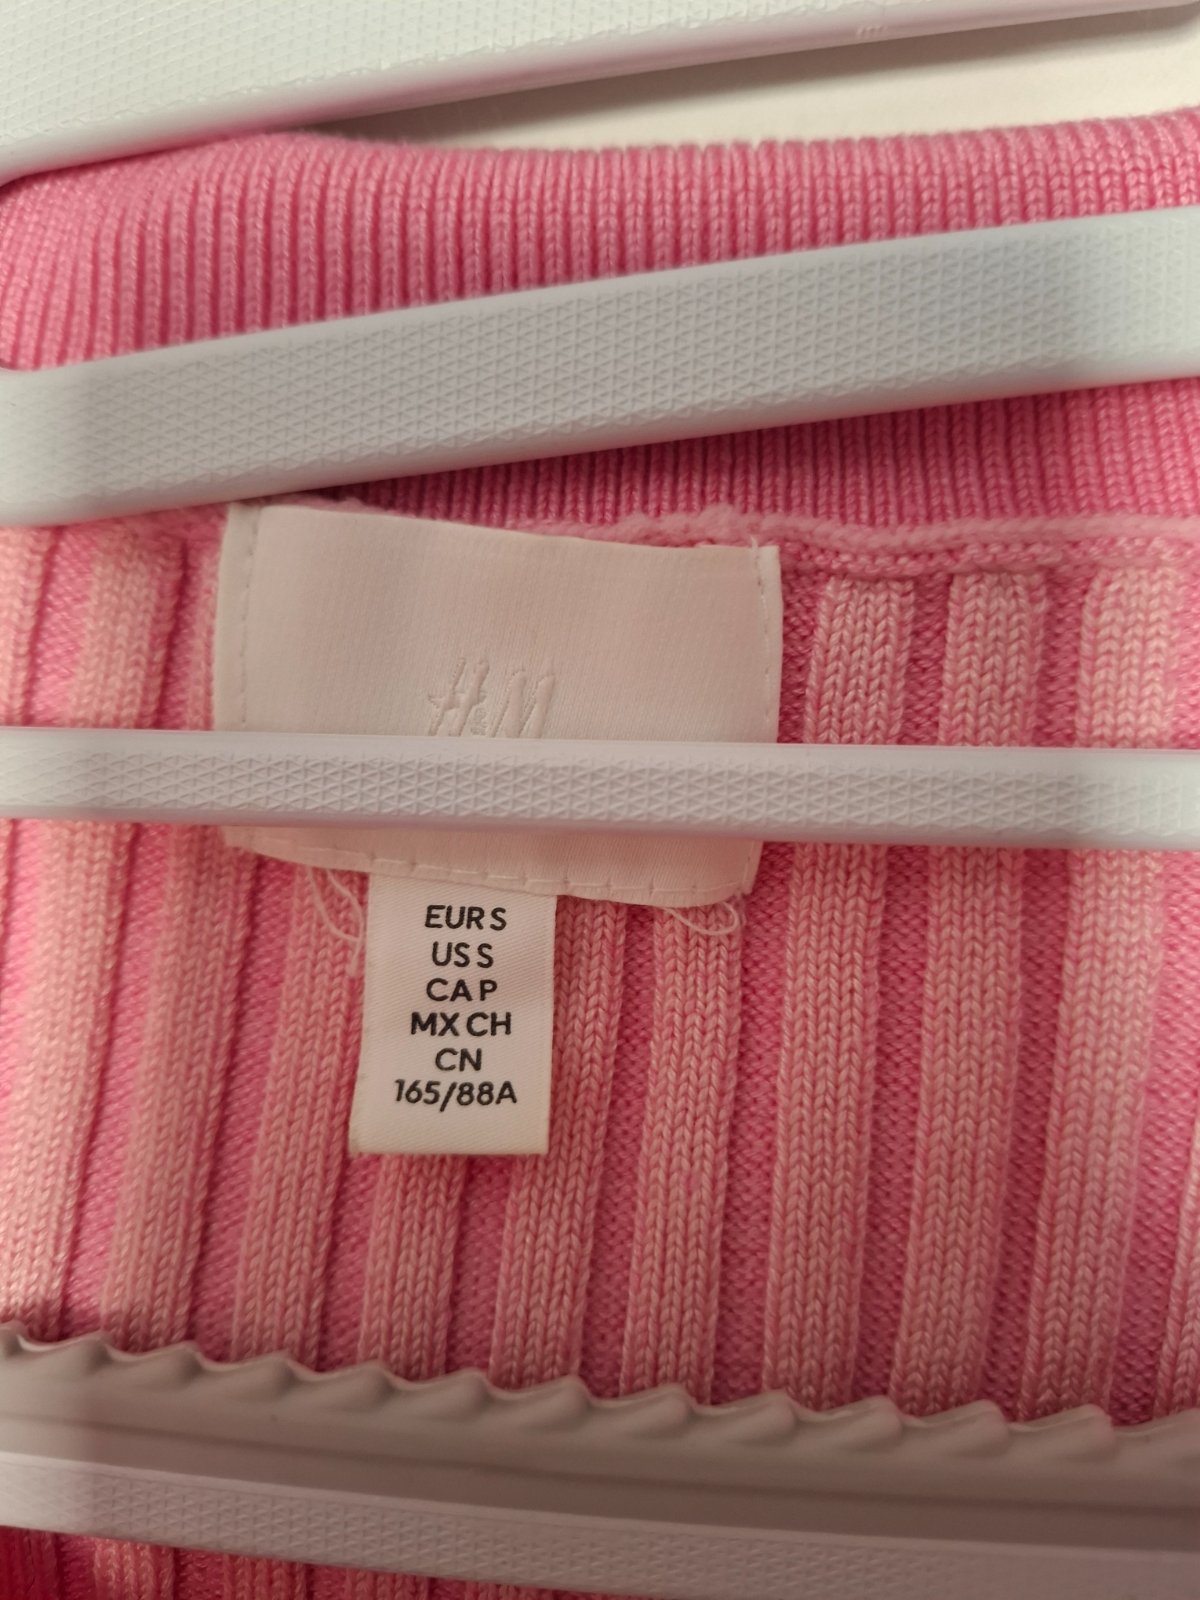 H&M
EUR S
US S
CA P
MX CH
CN
165/88A